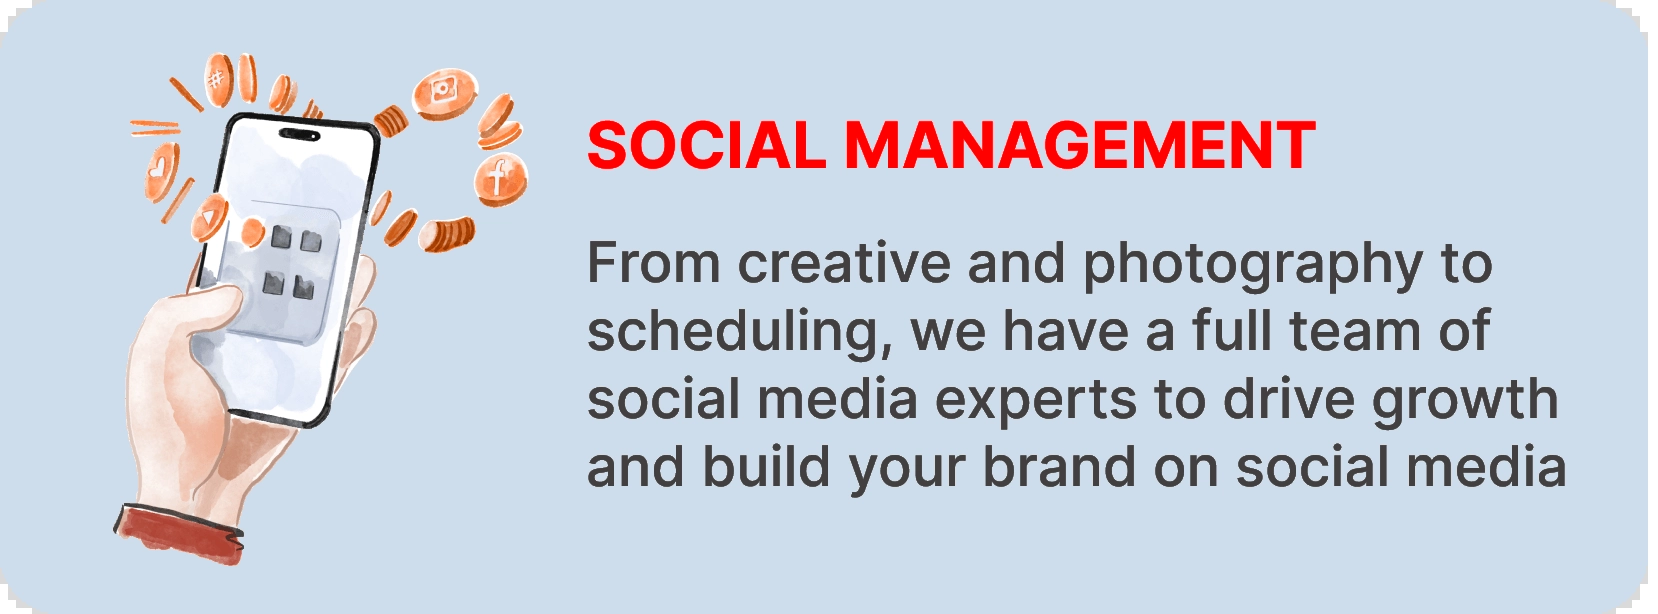 SOCIAL MANAGEMENT
From creative and photography to
scheduling, we have a full team of
social media experts to drive growth
and build your brand on social media